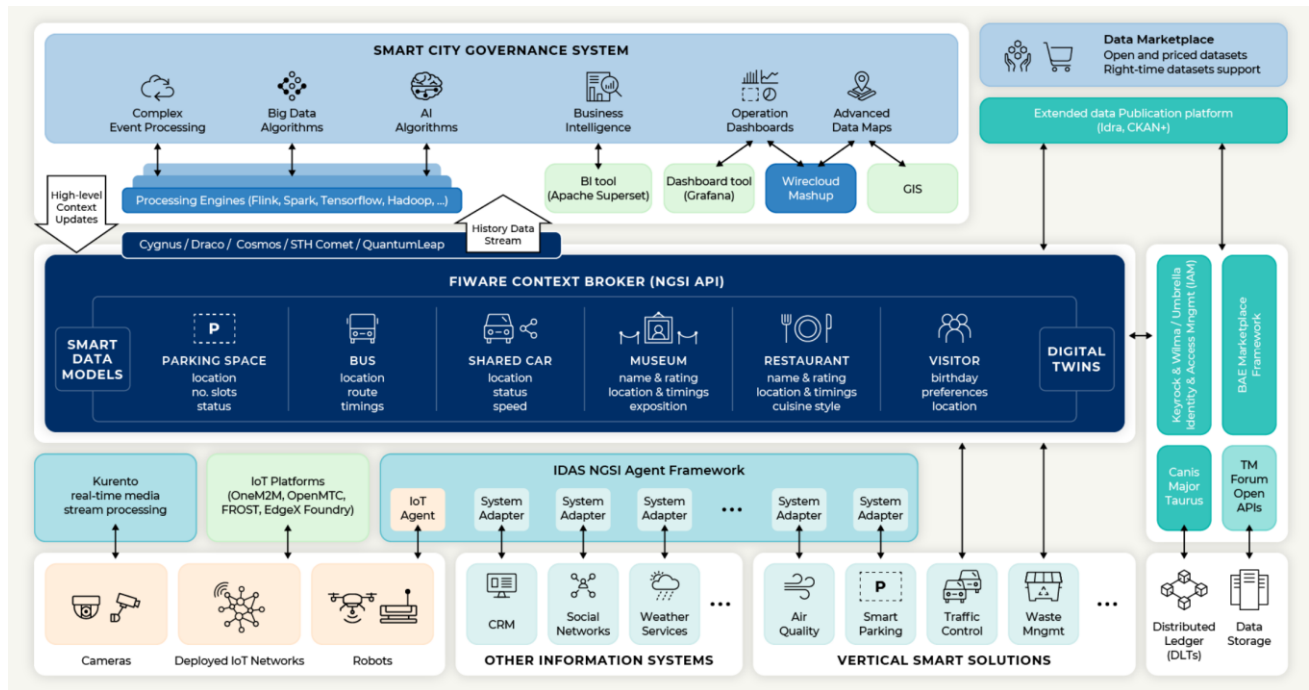 SMART CITY GOVERNANCE SYSTEM
Complex
Event Processing
Big Data
Algorithms
AI
Algorithms
Business
Intelligence
Operation
Dashboards
Advanced
Data Maps
Data Marketplace
Open and priced datasets
Right-time datasets support
Extended data Publication platform
(Idra, CKAN+)
High-level
Context
Updates
Processing Engines (Flink, Spark, Tensorflow, Hadoop, ...)
History Data
Stream
BI tool
(Apache Superset)
Dashboard tool
(Grafana)
Wirecloud
Mashup
GIS
Cygnus / Draco / Cosmos / STH Comet / QuantumLeap
FIWARE CONTEXT BROKER (NGSI API)
SMART
DATA
MODELS
P
PARKING SPACE
location
no. slots
status
BUS
location
route
timings
SHARED CAR
location
status
speed
MUSEUM
name & rating
location & timings
exposition
RESTAURANT
name & rating
location & timings
cuisine style
VISITOR
birthday
preferences
location
DIGITAL
TWINS
Keyrock & Wilma / Umbrella
Identity & Access Mngmt (IAM)
BAE Marketplace
Framework
Kurento
real-time media
stream processing
IoT Platforms
(OneM2M, OpenMTC,
FROST, EdgeX Foundry)
IDAS NGSI Agent Framework
IoT
Agent
System
Adapter
System
Adapter
System
Adapter
...
System
Adapter
System
Adapter
Canis
Major
Taurus
TM
Forum
Open
APIs
Cameras
Deployed IoT Networks
Robots
CRM
Social
Networks
Weather
Services
...
OTHER INFORMATION SYSTEMS
Air
Quality
P
Smart
Parking
Traffic
Control
Waste
Mngmt
...
VERTICAL SMART SOLUTIONS
Distributed
Ledger
(DLTs)
Data
Storage